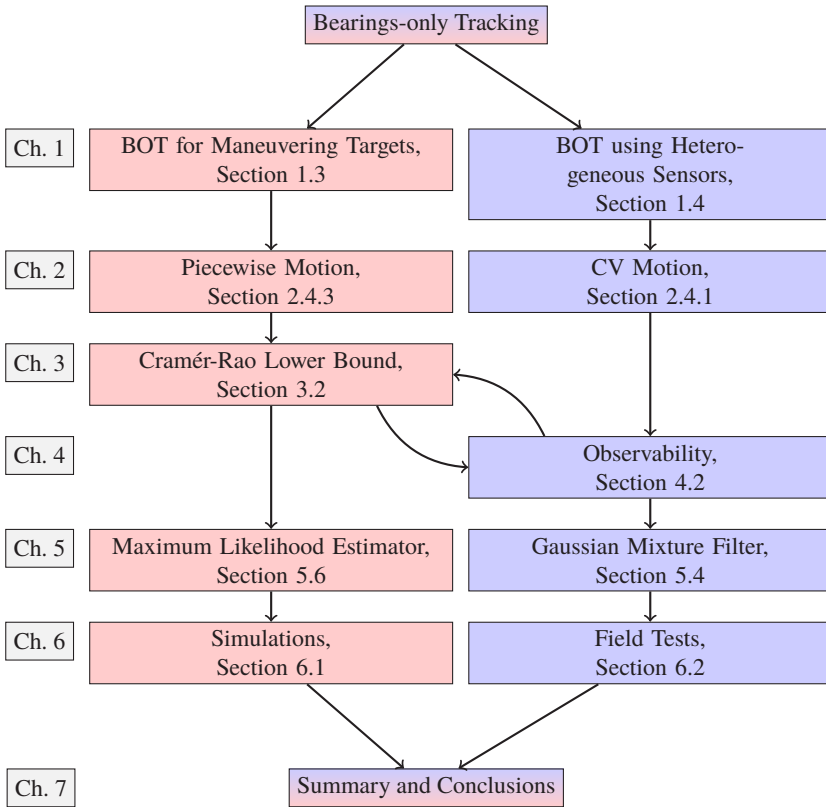 Bearings-only Tracking
Ch. 1
BOT for Maneuvering Targets,
Section 1.3
BOT using Hetero-
geneous Sensors,
Section 1.4
Ch. 2
Piecewise Motion,
Section 2.4.3
CV Motion,
Section 2.4.1
Ch. 3
Cramér-Rao Lower Bound,
Section 3.2
Ch. 4
Observability,
Section 4.2
Ch. 5
Maximum Likelihood Estimator,
Section 5.6
Gaussian Mixture Filter,
Section 5.4
Ch. 6
Simulations,
Section 6.1
Field Tests,
Section 6.2
Ch. 7
Summary and Conclusions